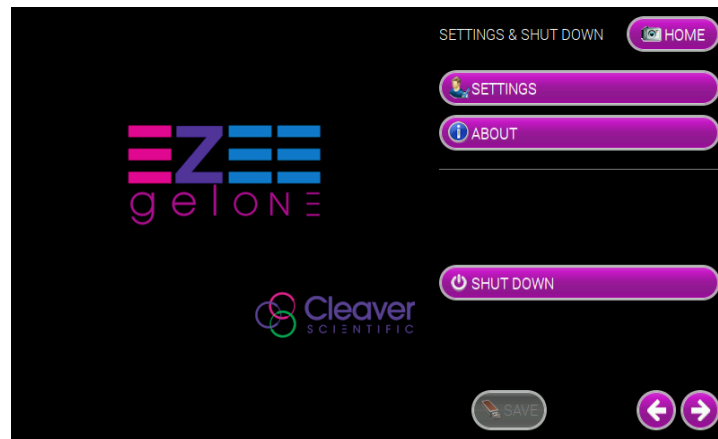 SETTINGS & SHUT DOWN
HOME
SETTINGS
ABOUT
EZEE
gelONE
SHUT DOWN
Cleaver
SCIENTIFIC
SAVE